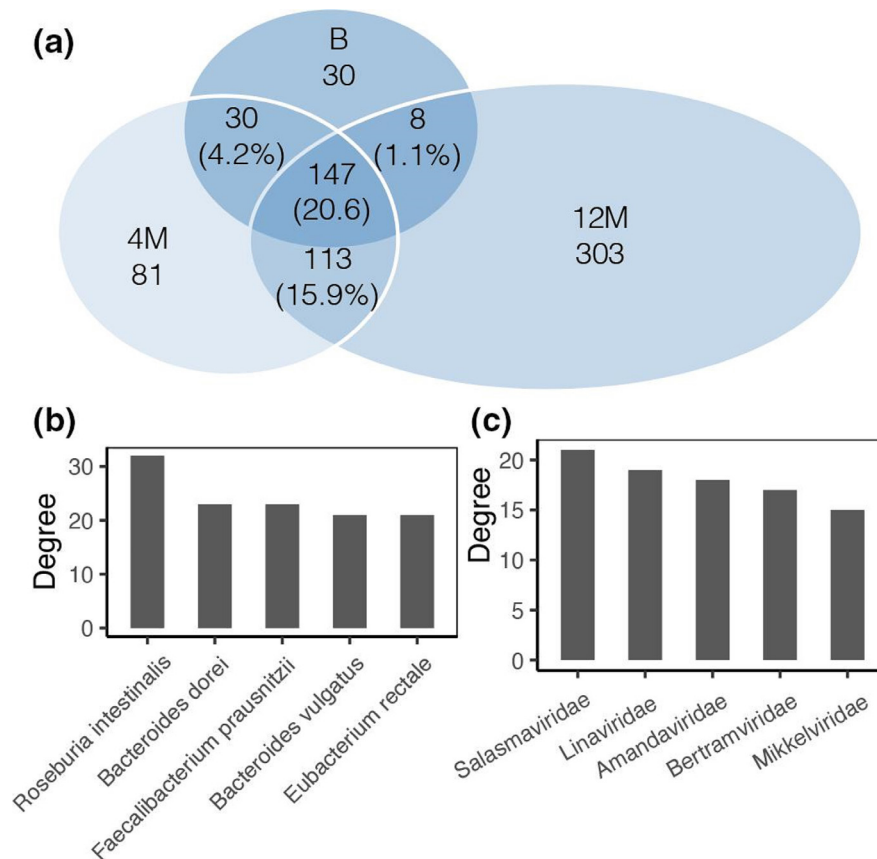 (a)
B
30
30
(4.2%)
8
(1.1%)
147
(20.6)
4M
81
113
(15.9%)
12M
303
(b)
Degree
30
20
10
0
Roseburia intestinalis
Bacteroides dorei
Faecalibacterium prausnitzii
Bacteroides vulgatus
Eubacterium rectale
(c)
Degree
20
15
10
5
0
Salasmaviridae
Linaviridae
Amandaviridae
Bertramviridae
Mikkelviridae